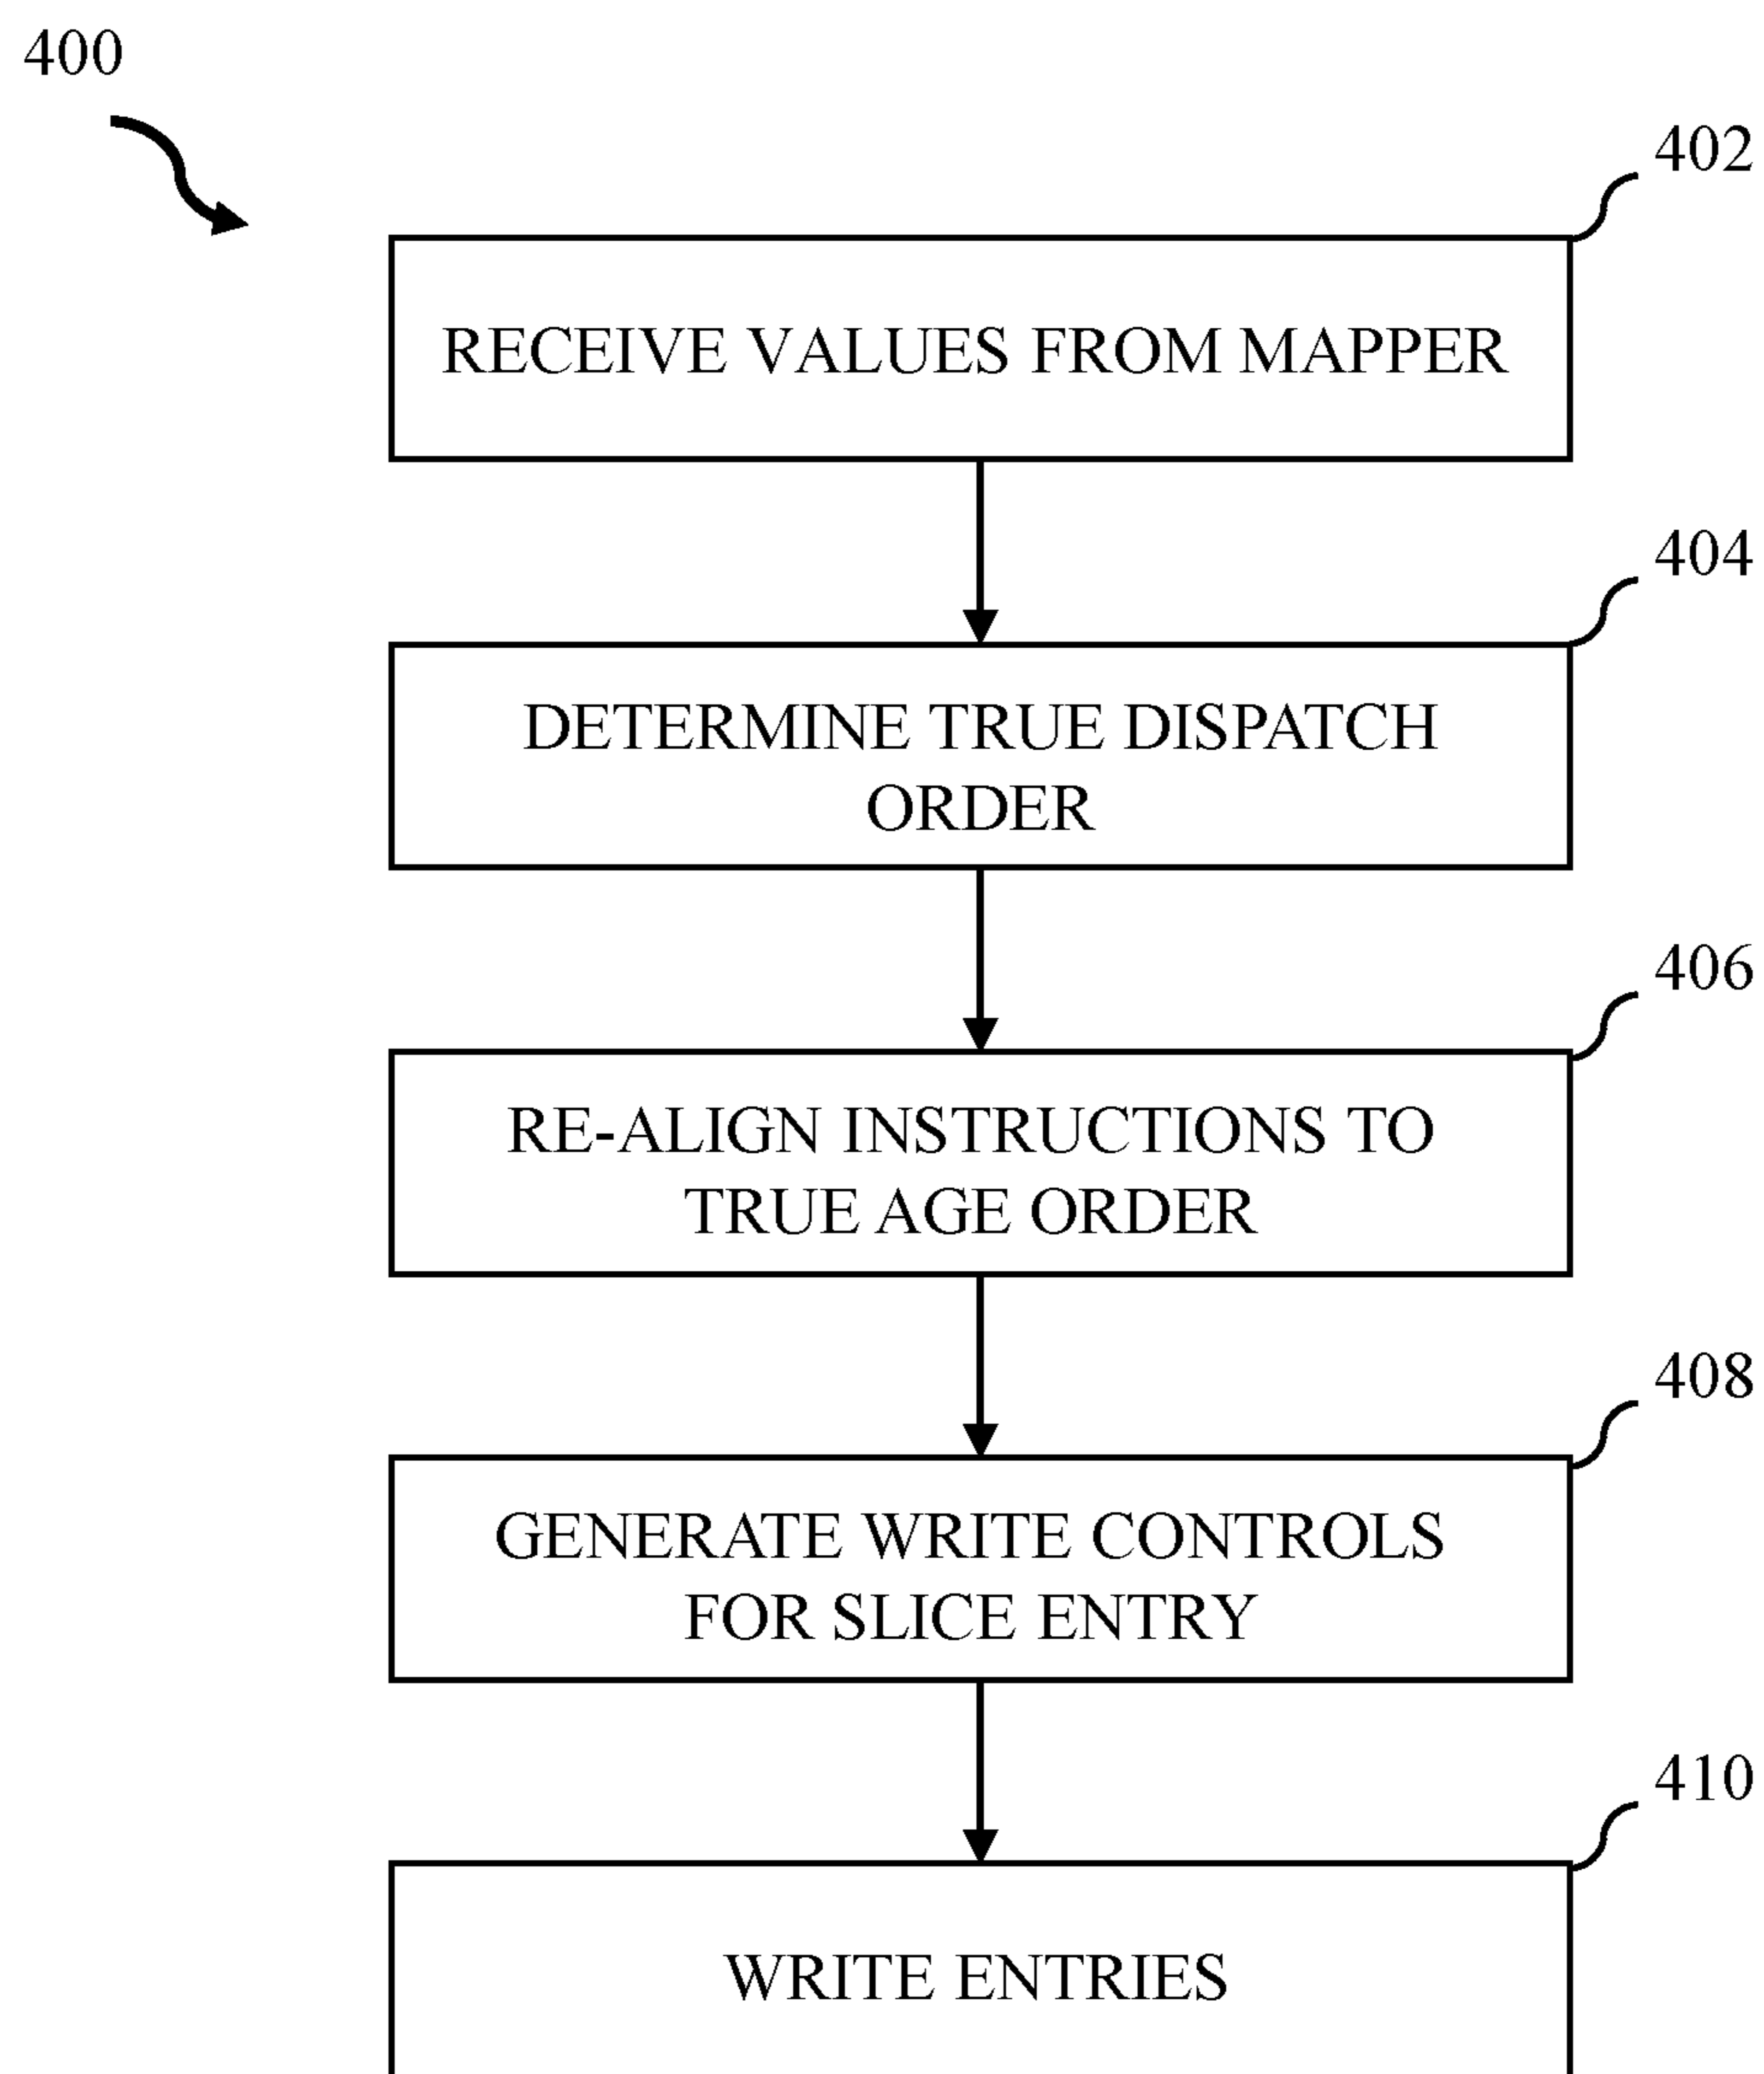 400
402
RECEIVE VALUES FROM MAPPER
404
DETERMINE TRUE DISPATCH
ORDER
406
RE-ALIGN INSTRUCTIONS TO
TRUE AGE ORDER
408
GENERATE WRITE CONTROLS
FOR SLICE ENTRY
410
WRITE ENTRIES